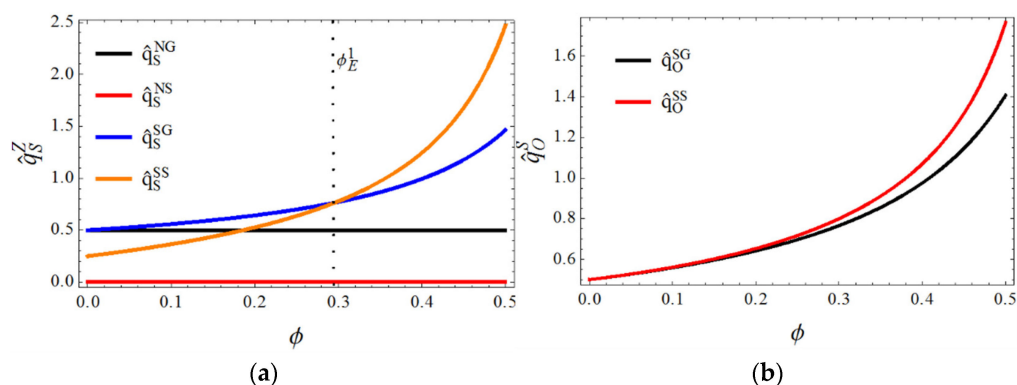 2.5
2.0
1.5
1.0
0.5
0.0
q̂_S^Z
q̂_S^NG
q̂_S^NS
q̂_S^SG
q̂_S^SS
ϕ_E^1
0.0 0.1 0.2 0.3 0.4 0.5
ϕ
(a)
1.6
1.4
1.2
1.0
0.8
0.6
q̂_O^S
q̂_O^SG
q̂_O^SS
0.0 0.1 0.2 0.3 0.4 0.5
ϕ
(b)